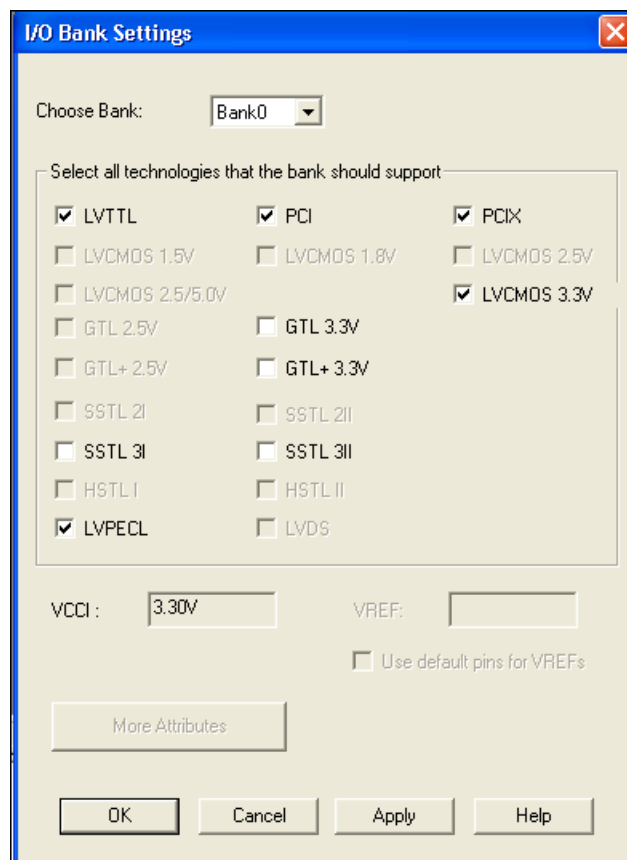 I/O Bank Settings
Choose Bank: Bank0
Select all technologies that the bank should support
LVTTL PCI PCIX
LVCMOS 1.5V LVCMOS 1.8V LVCMOS 2.5V
LVCMOS 2.5/5.0V LVCMOS 3.3V
GTL 2.5V GTL 3.3V
GTL+ 2.5V GTL+ 3.3V
SSTL 2I SSTL 2II
SSTL 3I SSTL 3II
HSTL I HSTL II
LVPECL LVDS
VCCI : 3.30V VREF:
Use default pins for VREFs
More Attributes
OK Cancel Apply Help